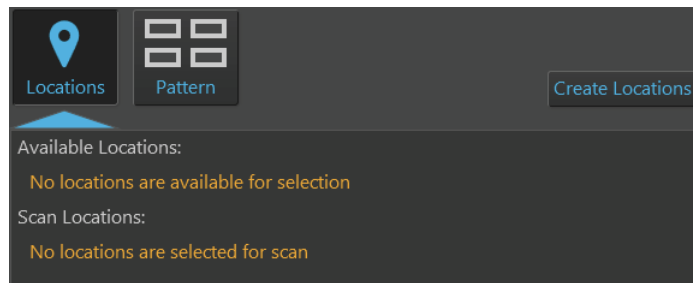 Locations
Pattern
Create Locations
Available Locations:
No locations are available for selection
Scan Locations:
No locations are selected for scan